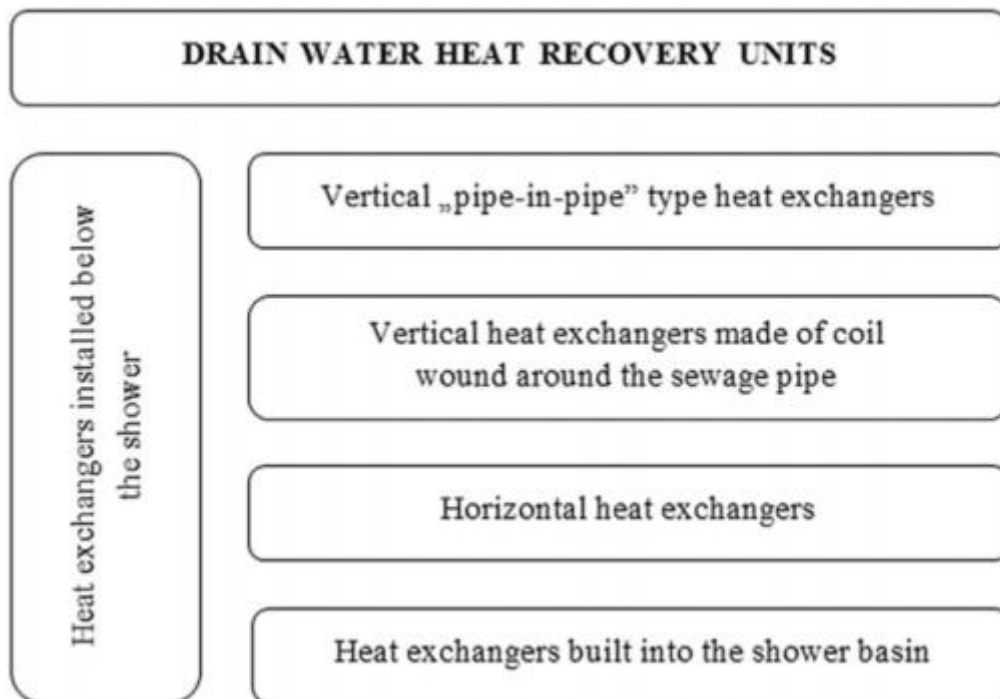 DRAIN WATER HEAT RECOVERY UNITS
Heat exchangers installed below
the shower
Vertical „pipe-in-pipe” type heat exchangers
Vertical heat exchangers made of coil
wound around the sewage pipe
Horizontal heat exchangers
Heat exchangers built into the shower basin